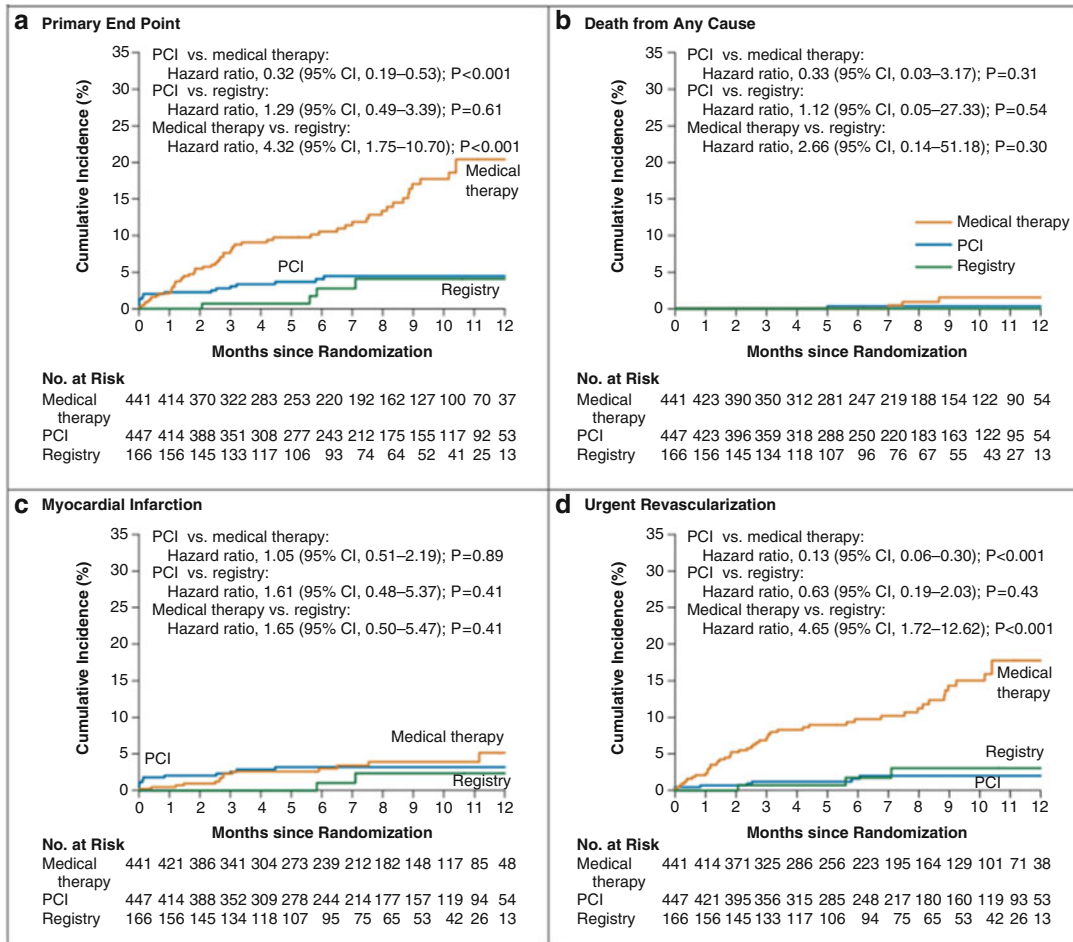 a Primary End Point
PCI vs. medical therapy:
Hazard ratio, 0.32 (95% CI, 0.19–0.53); P<0.001
PCI vs. registry:
Hazard ratio, 1.29 (95% CI, 0.49–3.39); P=0.61
Medical therapy vs. registry:
Hazard ratio, 4.32 (95% CI, 1.75–10.70); P<0.001
Cumulative Incidence (%)
35
30
25
20
15
10
5
0
Medical
therapy
PCI
Registry
0 1 2 3 4 5 6 7 8 9 10 11 12
Months since Randomization
No. at Risk
Medical 441 414 370 322 283 253 220 192 162 127 100 70 37
therapy
PCI 447 414 388 351 308 277 243 212 175 155 117 92 53
Registry 166 156 145 133 117 106 93 74 64 52 41 25 13
b Death from Any Cause
PCI vs. medical therapy:
Hazard ratio, 0.33 (95% CI, 0.03–3.17); P=0.31
PCI vs. registry:
Hazard ratio, 1.12 (95% CI, 0.05–27.33); P=0.54
Medical therapy vs. registry:
Hazard ratio, 2.66 (95% CI, 0.14–51.18); P=0.30
Cumulative Incidence (%)
35
30
25
20
15
10
5
0
Medical therapy
PCI
Registry
0 1 2 3 4 5 6 7 8 9 10 11 12
Months since Randomization
No. at Risk
Medical 441 423 390 350 312 281 247 219 188 154 122 90 54
therapy
PCI 447 423 396 359 318 288 250 220 183 163 122 95 54
Registry 166 156 145 134 118 107 96 76 67 55 43 27 13
c Myocardial Infarction
PCI vs. medical therapy:
Hazard ratio, 1.05 (95% CI, 0.51–2.19); P=0.89
PCI vs. registry:
Hazard ratio, 1.61 (95% CI, 0.48–5.37); P=0.41
Medical therapy vs. registry:
Hazard ratio, 1.65 (95% CI, 0.50–5.47); P=0.41
Cumulative Incidence (%)
35
30
25
20
15
10
5
0
Medical therapy
PCI
Registry
0 1 2 3 4 5 6 7 8 9 10 11 12
Months since Randomization
No. at Risk
Medical 441 421 386 341 304 273 239 212 182 148 117 85 48
therapy
PCI 447 414 388 352 309 278 244 214 177 157 119 94 54
Registry 166 156 145 134 118 107 95 75 65 53 42 26 13
d Urgent Revascularization
PCI vs. medical therapy:
Hazard ratio, 0.13 (95% CI, 0.06–0.30); P<0.001
PCI vs. registry:
Hazard ratio, 0.63 (95% CI, 0.19–2.03); P=0.43
Medical therapy vs. registry:
Hazard ratio, 4.65 (95% CI, 1.72–12.62); P<0.001
Cumulative Incidence (%)
35
30
25
20
15
10
5
0
Medical
therapy
Registry
PCI
0 1 2 3 4 5 6 7 8 9 10 11 12
Months since Randomization
No. at Risk
Medical 441 414 371 325 286 256 223 195 164 129 101 71 38
therapy
PCI 447 421 395 356 315 285 248 217 180 160 119 93 53
Registry 166 156 145 133 117 106 94 75 65 53 42 26 13